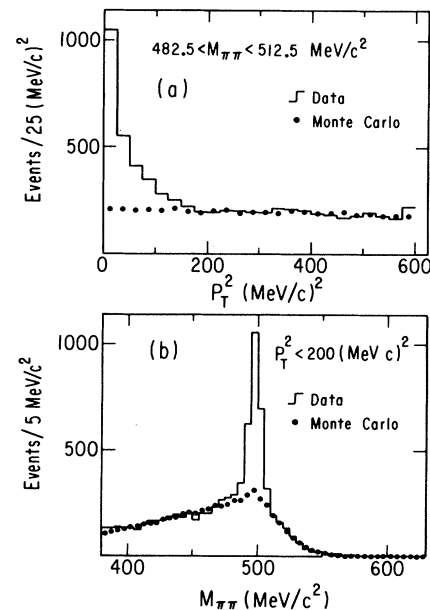 1000
500
0 200 400 600
Events/25 (MeV/c)²
482.5 < Mππ < 512.5 MeV/c²
(a)
Data
Monte Carlo
P_T² (MeV/c)²
1000
500
400 500 600
Events/5 MeV/c²
(b)
P_T² < 200 (MeV c)²
Data
Monte Carlo
Mππ (MeV/c²)